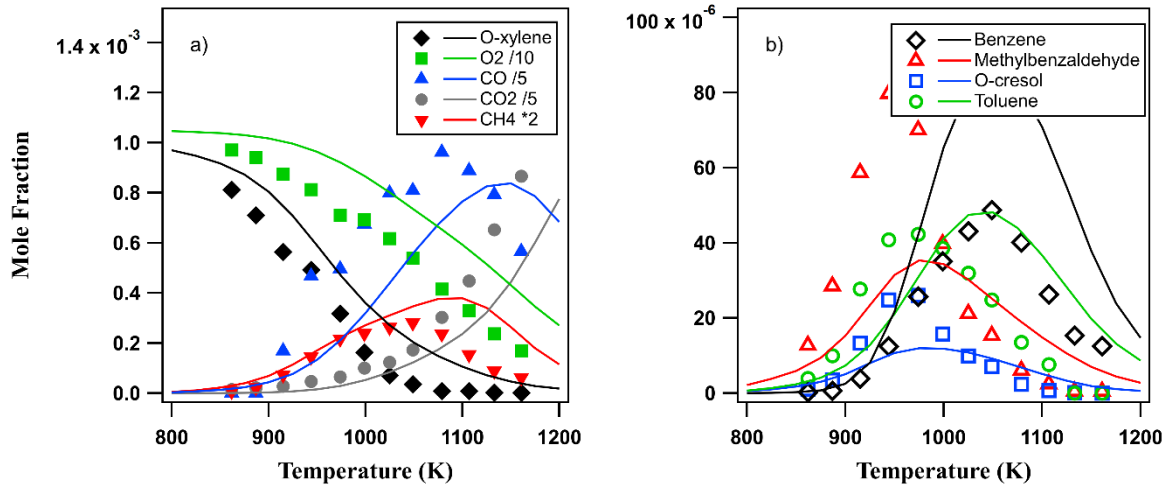 a)
1.4 x 10-3
1.2
1.0
0.8
0.6
0.4
0.2
0.0
Mole Fraction
800
900
1000
1100
1200
Temperature (K)
O-xylene
O2 /10
CO /5
CO2 /5
CH4 *2
b)
100 x 10-6
80
60
40
20
0
800
900
1000
1100
1200
Temperature (K)
Benzene
Methylbenzaldehyde
O-cresol
Toluene